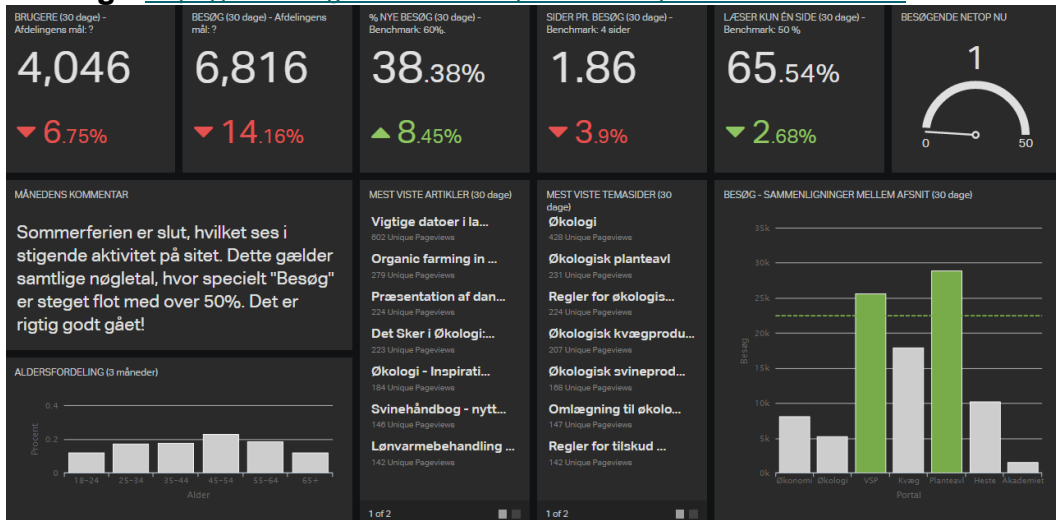 BRUGERE (30 dage) -
Afdelingens mål: ?
4,046
6.75%
BESØG (30 dage) - Afdelingens
mål: ?
6,816
14.16%
% NYE BESØG (30 dage) -
Benchmark: 60%.
38.38%
8.45%
SIDER PR. BESØG (30 dage) -
Benchmark: 4 sider
1.86
3.9%
LÆSER KUN ÉN SIDE (30 dage) -
Benchmark: 50 %
65.54%
2.68%
BESØGENDE NETOP NU
1
0
50
MÅNEDENS KOMMENTAR
Sommerferien er slut, hvilket ses i
stigende aktivitet på sitet. Dette gælder
samtlige nøgletal, hvor specielt "Besøg"
er steget flot med over 50%. Det er
rigtig godt gået!
ALDERSFORDELING (3 måneder)
0.4
0.2
0
Procent
18-24 25-34 35-44 45-54 55-64 65+
Alder
MEST VISTE ARTIKLER (30 dage)
Vigtige datoer i la...
602 Unique Pageviews
Organic farming in ...
279 Unique Pageviews
Præsentation af dan...
224 Unique Pageviews
Det Sker i Økologi:...
223 Unique Pageviews
Økologi - Inspirati...
184 Unique Pageviews
Svinehåndbog - nytt...
146 Unique Pageviews
Lønvarmebehandling ...
142 Unique Pageviews
1 of 2
MEST VISTE TEMASIDER (30
dage)
Økologi
428 Unique Pageviews
Økologisk planteavl
231 Unique Pageviews
Regler for økologis...
224 Unique Pageviews
Økologisk kvægprodu...
207 Unique Pageviews
Økologisk svineprod...
168 Unique Pageviews
Omlægning til økolo...
147 Unique Pageviews
Regler for tilskud ...
142 Unique Pageviews
1 of 2
BESØG - SAMMENLIGNINGER MELLEM AFSNIT (30 dage)
35k
30k
25k
20k
15k
10k
5k
0k
Besøg
Økonomi Økologi VSP Kvæg Planteavl Heste Akademiet
Portal